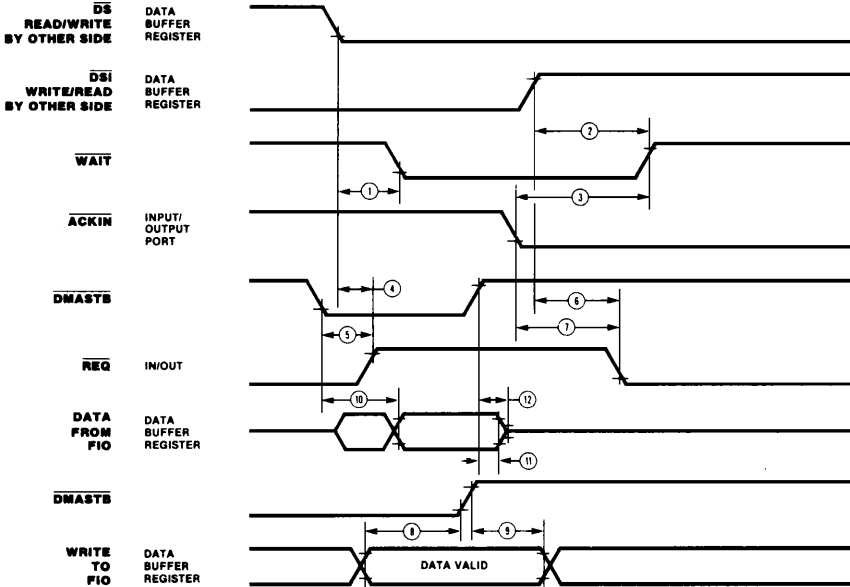 DS DATA
READ/WRITE BUFFER
BY OTHER SIDE REGISTER
DSI DATA
WRITE/READ BUFFER
BY OTHER SIDE REGISTER
2
WAIT
1
3
ACKIN INPUT/
OUTPUT
PORT
4
DMASTB
6
5
7
REQ IN/OUT
10
12
DATA DATA
FROM BUFFER
FIO REGISTER
11
DMASTB
8
9
WRITE DATA
TO BUFFER DATA VALID
FIO REGISTER